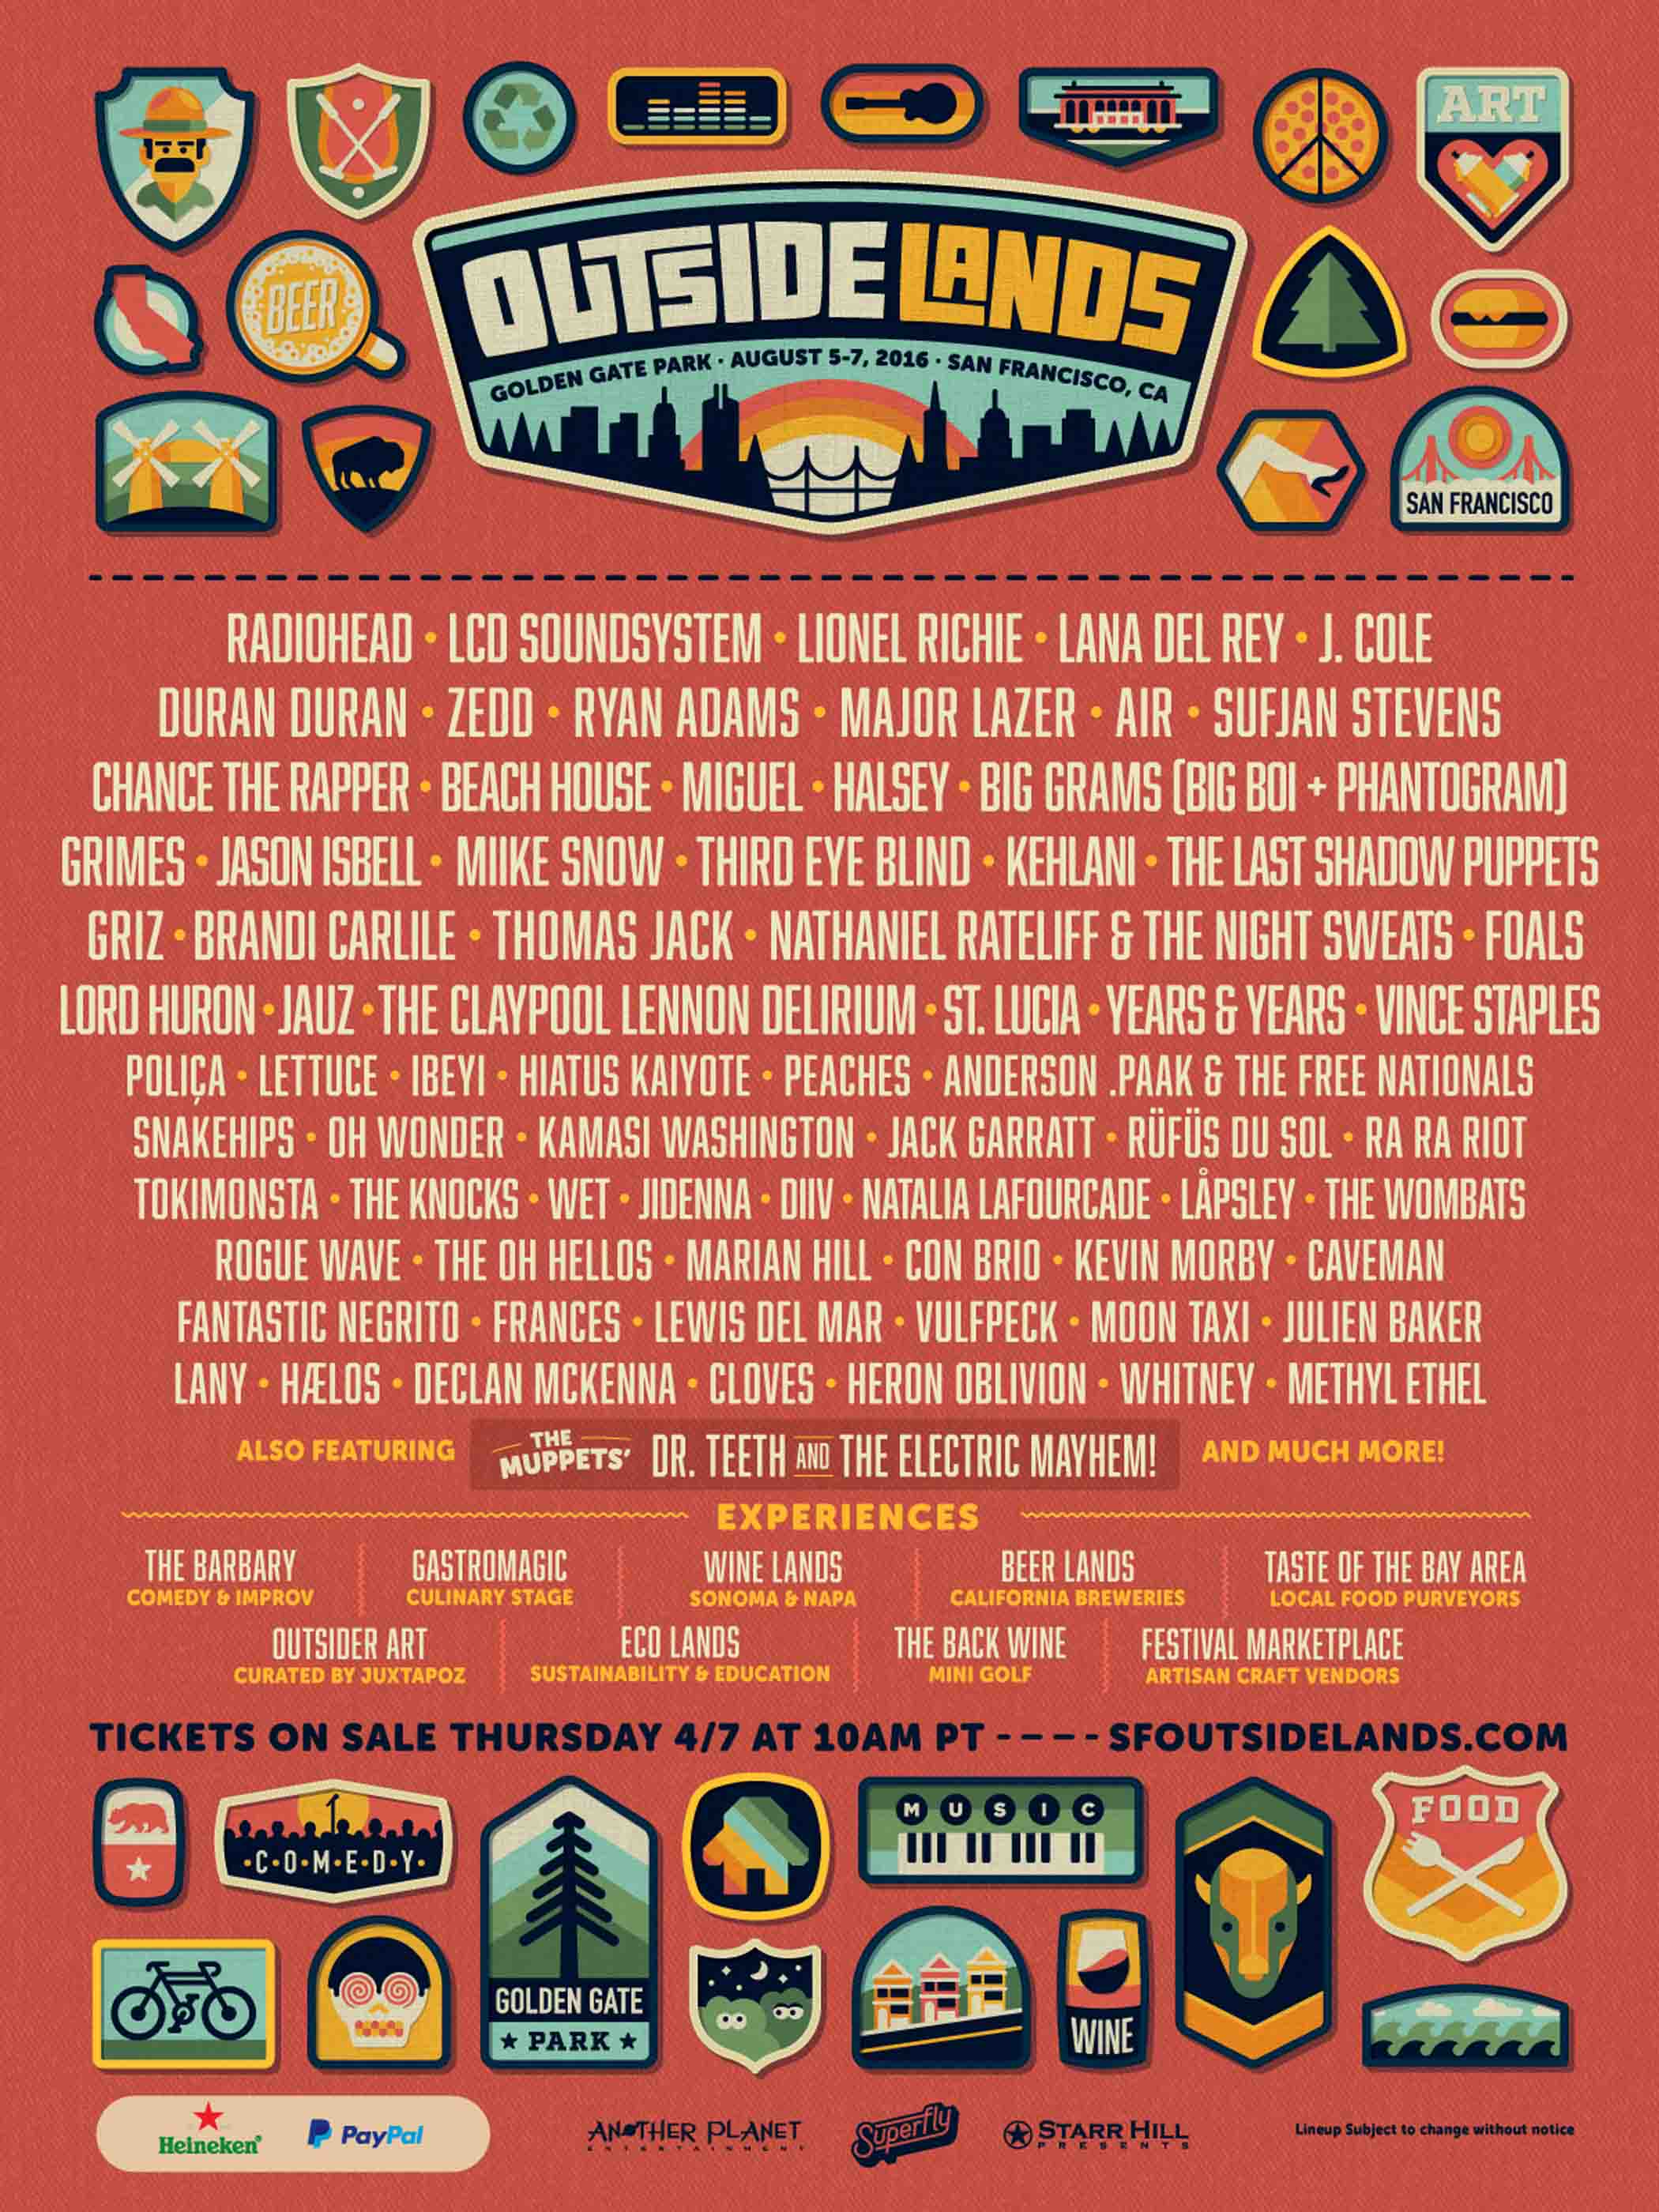 ART
BEER
OUTSIDE LANDS
GOLDEN GATE PARK · AUGUST 5-7, 2016 · SAN FRANCISCO, CA
SAN FRANCISCO
RADIOHEAD • LCD SOUNDSYSTEM • LIONEL RICHIE • LANA DEL REY • J. COLE
DURAN DURAN • ZEDD • RYAN ADAMS • MAJOR LAZER • AIR • SUFJAN STEVENS
CHANCE THE RAPPER • BEACH HOUSE • MIGUEL • HALSEY • BIG GRAMS (BIG BOI + PHANTOGRAM)
GRIMES • JASON ISBELL • MIIKE SNOW • THIRD EYE BLIND • KEHLANI • THE LAST SHADOW PUPPETS
GRIZ • BRANDI CARLILE • THOMAS JACK • NATHANIEL RATELIFF & THE NIGHT SWEATS • FOALS
LORD HURON • JAUZ • THE CLAYPOOL LENNON DELIRIUM • ST. LUCIA • YEARS & YEARS • VINCE STAPLES
POLIÇA • LETTUCE • IBEYI • HIATUS KAIYOTE • PEACHES • ANDERSON .PAAK & THE FREE NATIONALS
SNAKEHIPS • OH WONDER • KAMASI WASHINGTON • JACK GARRATT • RÜFÜS DU SOL • RA RA RIOT
TOKIMONSTA • THE KNOCKS • WET • JIDENNA • DIIV • NATALIA LAFOURCADE • LÅPSLEY • THE WOMBATS
ROGUE WAVE • THE OH HELLOS • MARIAN HILL • CON BRIO • KEVIN MORBY • CAVEMAN
FANTASTIC NEGRITO • FRANCES • LEWIS DEL MAR • VULFPECK • MOON TAXI • JULIEN BAKER
LANY • HÆLOS • DECLAN MCKENNA • CLOVES • HERON OBLIVION • WHITNEY • METHYL ETHEL
ALSO FEATURING THE MUPPETS' DR. TEETH AND THE ELECTRIC MAYHEM! AND MUCH MORE!
EXPERIENCES
THE BARBARY GASTROMAGIC WINE LANDS BEER LANDS TASTE OF THE BAY AREA
COMEDY & IMPROV CULINARY STAGE SONOMA & NAPA CALIFORNIA BREWERIES LOCAL FOOD PURVEYORS
OUTSIDER ART ECO LANDS THE BACK WINE FESTIVAL MARKETPLACE
CURATED BY JUXTAPOZ SUSTAINABILITY & EDUCATION MINI GOLF ARTISAN CRAFT VENDORS
TICKETS ON SALE THURSDAY 4/7 AT 10AM PT - - - - SFOUTSIDELANDS.COM
MUSIC
FOOD
·C·O·M·E·D·Y·
GOLDEN GATE
★ PARK ★
WINE
Heineken® PayPal ANOTHER PLANET ENTERTAINMENT Superfly STARR HILL PRESENTS Lineup Subject to change without notice